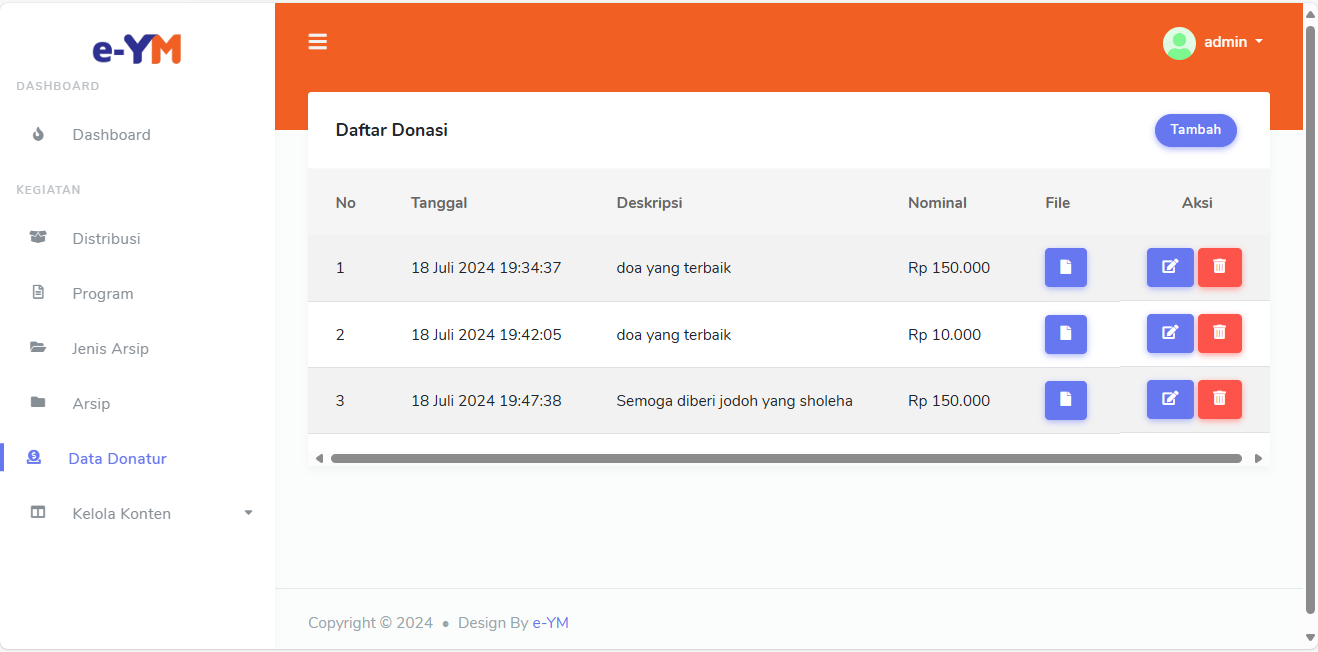 e-YM
DASHBOARD
Dashboard
KEGIATAN
Distribusi
Program
Jenis Arsip
Arsip
Data Donatur
Kelola Konten
admin
Daftar Donasi
Tambah
No Tanggal Deskripsi Nominal File Aksi
1 18 Juli 2024 19:34:37 doa yang terbaik Rp 150.000
2 18 Juli 2024 19:42:05 doa yang terbaik Rp 10.000
3 18 Juli 2024 19:47:38 Semoga diberi jodoh yang sholeha Rp 150.000
Copyright © 2024 • Design By e-YM